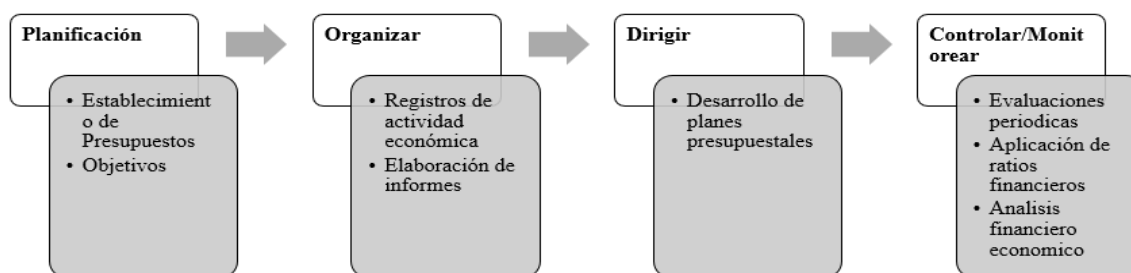 Planificación
• Establecimient
o de
Presupuestos
• Objetivos
Organizar
• Registros de
actividad
económica
• Elaboración de
informes
Dirigir
• Desarrollo de
planes
presupuestales
Controlar/Monit
orear
• Evaluaciones
periodicas
• Aplicación de
ratios
financieros
• Analisis
financiero
economico